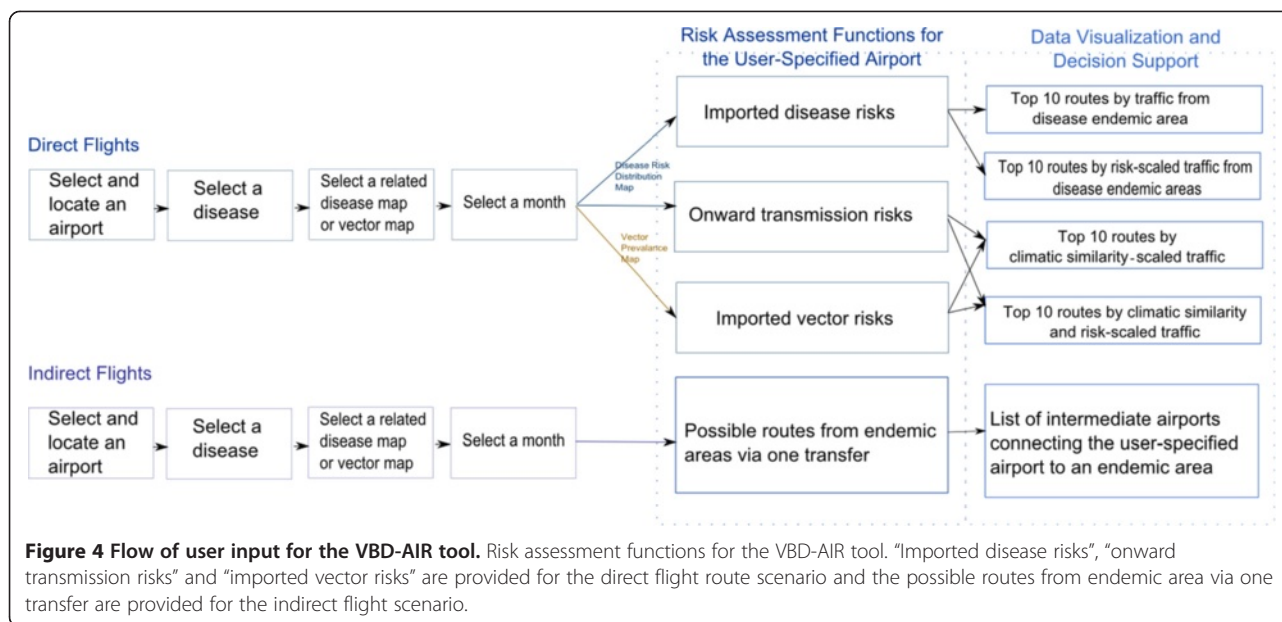 Risk Assessment Functions for
the User-Specified Airport
Data Visualization and
Decision Support
Direct Flights
Select and
locate an
airport
Select a
disease
Select a related
disease map
or vector map
Select a month
Disease Risk
Distribution
Map
Vector
Prevalance
Map
Imported disease risks
Onward transmission risks
Imported vector risks
Top 10 routes by traffic from
disease endemic area
Top 10 routes by risk-scaled traffic from
disease endemic areas
Top 10 routes by
climatic similarity-scaled traffic
Top 10 routes by climatic similarity
and risk-scaled traffic
Indirect Flights
Select and
locate an
airport
Select a
disease
Select a related
disease map
or vector map
Select a month
Possible routes from endemic
areas via one transfer
List of intermediate airports
connecting the user-specified
airport to an endemic area
Figure 4 Flow of user input for the VBD-AIR tool. Risk assessment functions for the VBD-AIR tool. “Imported disease risks”, “onward
transmission risks” and “imported vector risks” are provided for the direct flight route scenario and the possible routes from endemic area via one
transfer are provided for the indirect flight scenario.